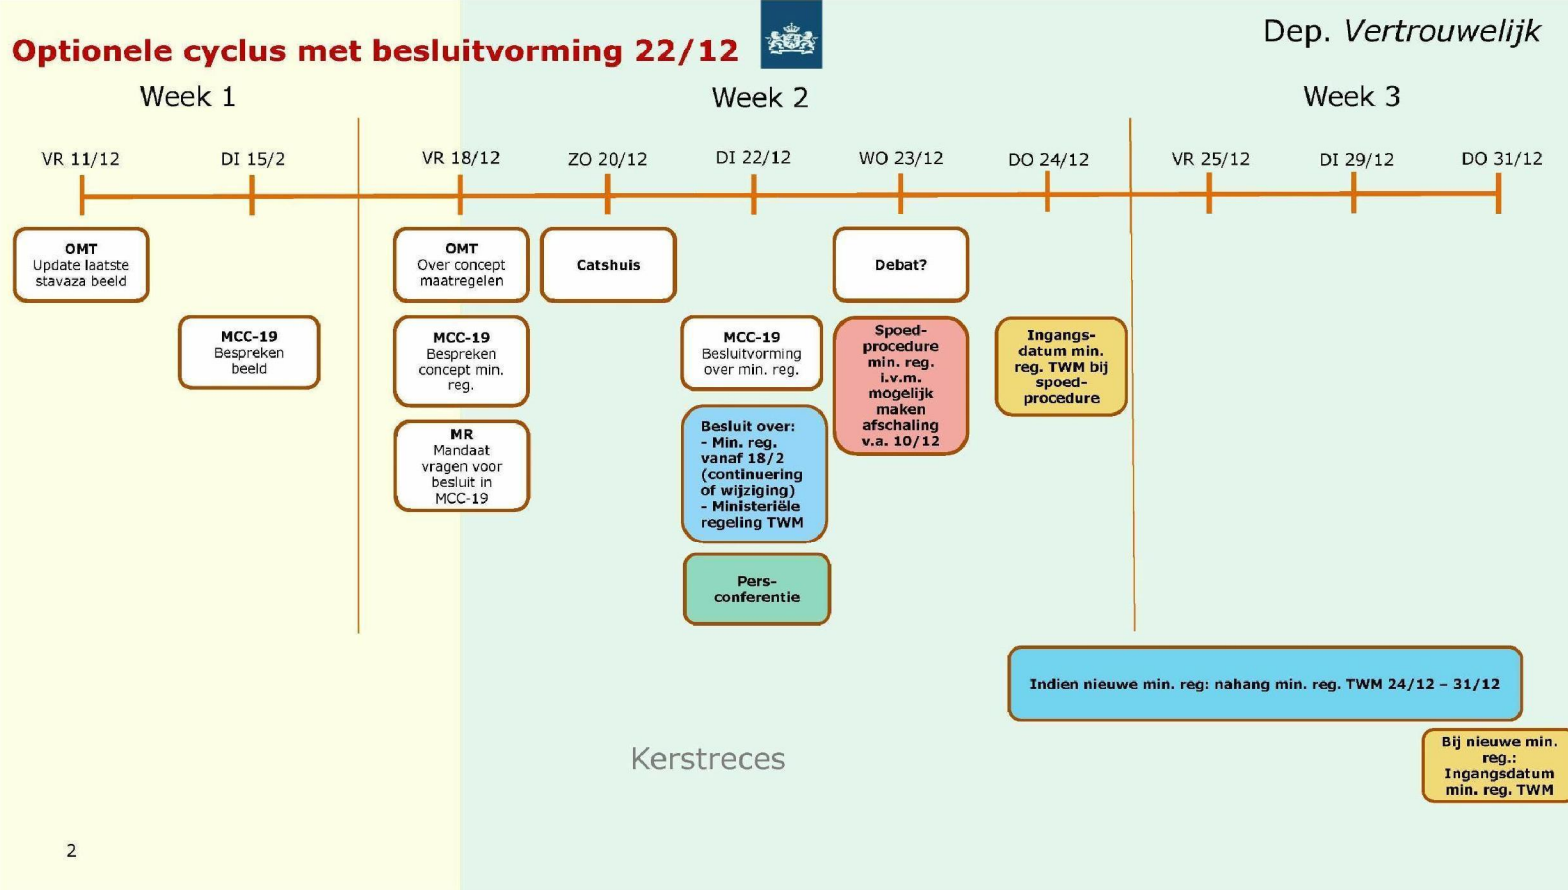 Optionele cyclus met besluitvorming 22/12
Dep. Vertrouwelijk
Week 1
Week 2
Week 3
VR 11/12
DI 15/2
VR 18/12
ZO 20/12
DI 22/12
WO 23/12
DO 24/12
VR 25/12
DI 29/12
DO 31/12
OMT
Update laatste
stavaza beeld
MCC-19
Bespreken
beeld
OMT
Over concept
maatregelen
MCC-19
Bespreken
concept min.
reg.
MR
Mandaat
vragen voor
besluit in
MCC-19
Catshuis
MCC-19
Besluitvorming
over min. reg.
Besluit over:
- Min. reg.
vanaf 18/2
(continuering
of wijziging)
- Ministeriële
regeling TWM
Pers-
conferentie
Debat?
Spoed-
procedure
min. reg.
i.v.m.
mogelijk
maken
afschaling
v.a. 10/12
Ingangs-
datum min.
reg. TWM bij
spoed-
procedure
Indien nieuwe min. reg: nahang min. reg. TWM 24/12 – 31/12
Bij nieuwe min.
reg.:
Ingangsdatum
min. reg. TWM
Kerstreces
2